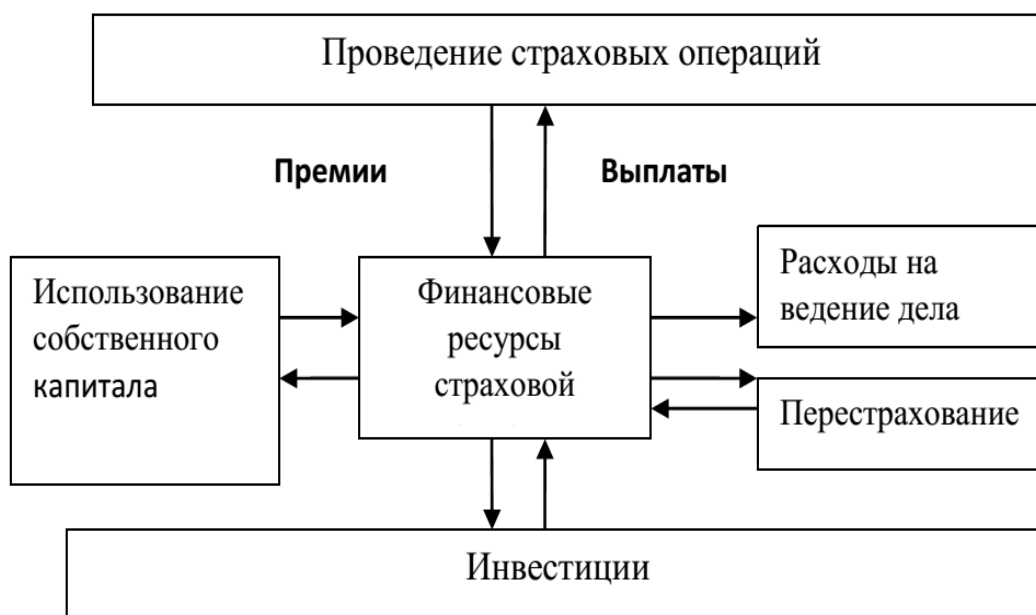 Проведение страховых операций
Премии
Выплаты
Использование
собственного
капитала
Финансовые
ресурсы
страховой
Расходы на
ведение дела
Перестрахование
Инвестиции